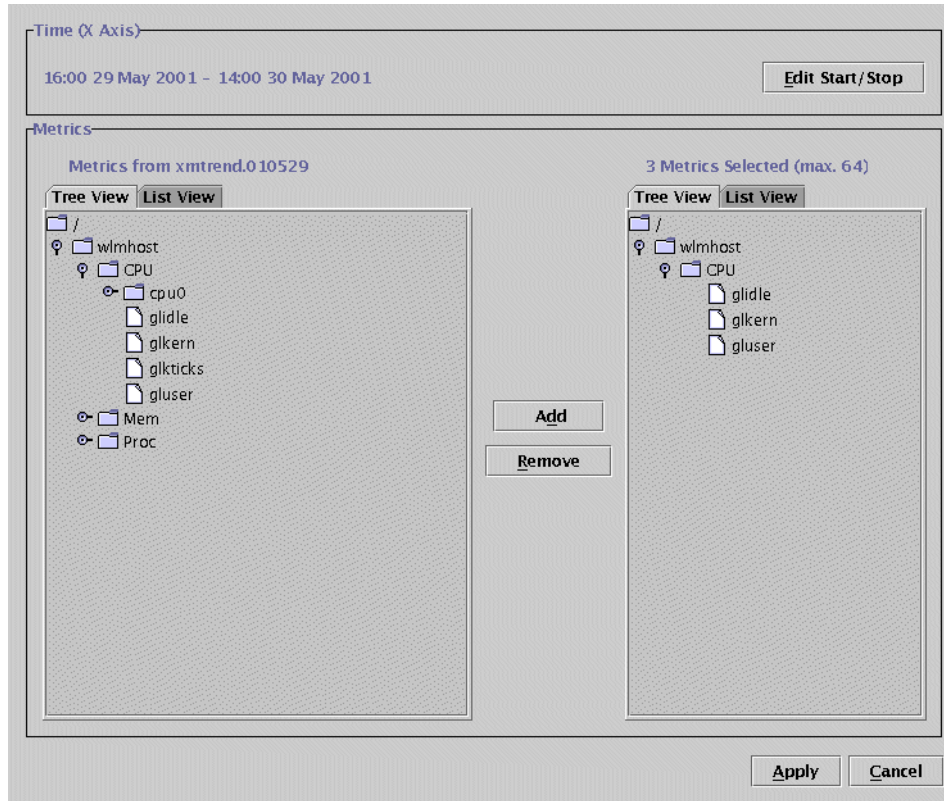 Time (X Axis)
16:00 29 May 2001 - 14:00 30 May 2001
Edit Start/Stop
Metrics
Metrics from xmtrend.010529
Tree View List View
/
wlmhost
CPU
cpu0
glidle
glkern
glkticks
gluser
Mem
Proc
Add
Remove
3 Metrics Selected (max. 64)
Tree View List View
/
wlmhost
CPU
glidle
glkern
gluser
Apply Cancel